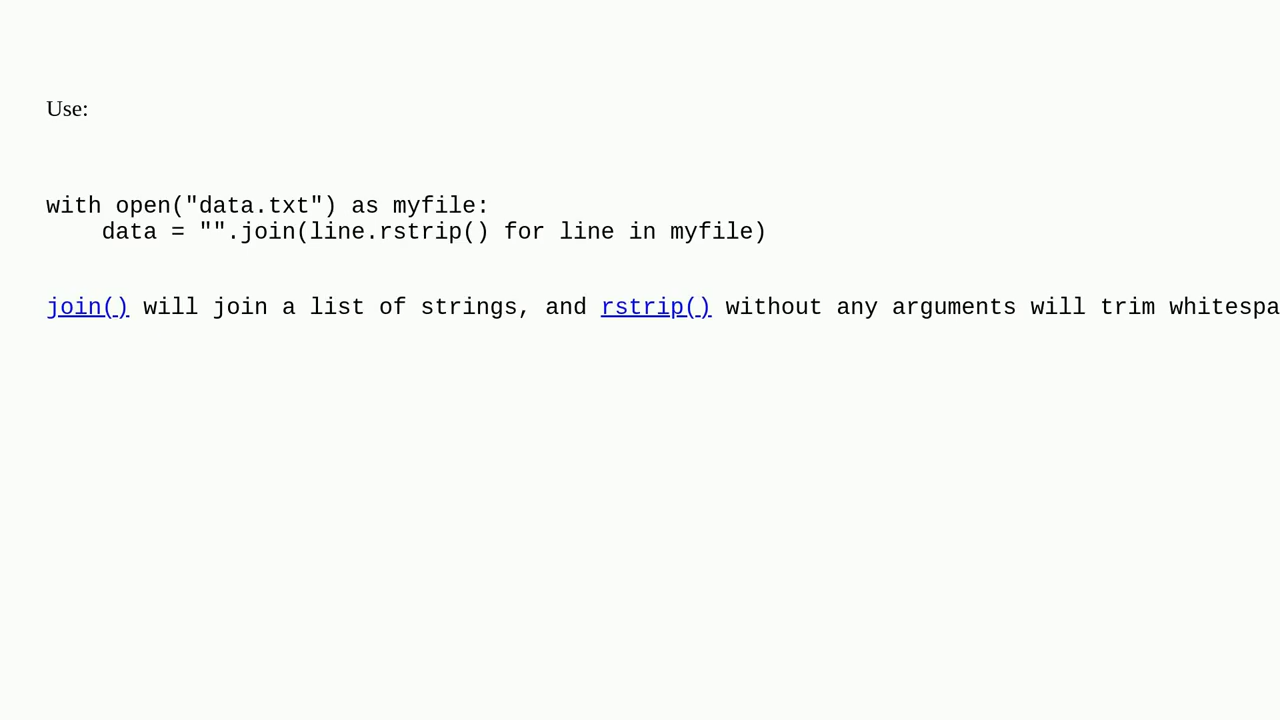 Use:
with open("data.txt") as myfile:
    data = "".join(line.rstrip() for line in myfile)
join() will join a list of strings, and rstrip() without any arguments will trim whitespa